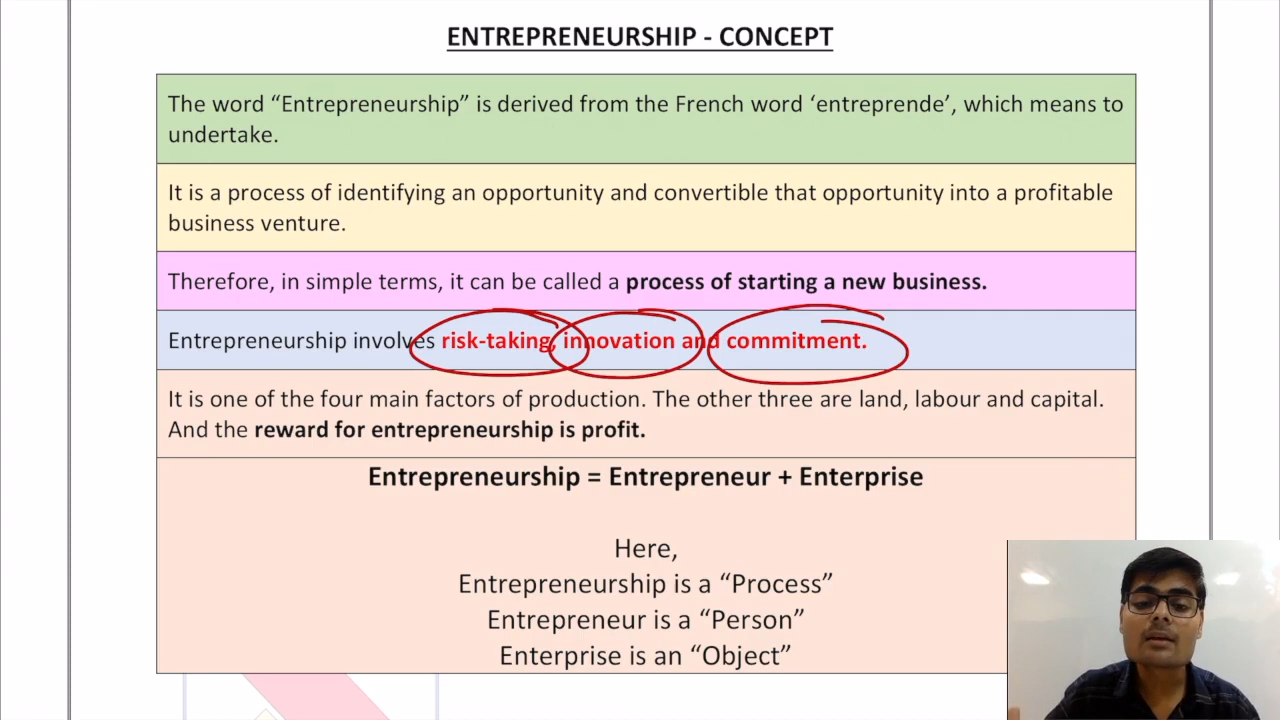 ENTREPRENEURSHIP - CONCEPT
The word “Entrepreneurship” is derived from the French word ‘entreprende’, which means to
undertake.
It is a process of identifying an opportunity and convertible that opportunity into a profitable
business venture.
Therefore, in simple terms, it can be called a process of starting a new business.
Entrepreneurship involves risk-taking, innovation and commitment.
It is one of the four main factors of production. The other three are land, labour and capital.
And the reward for entrepreneurship is profit.
Entrepreneurship = Entrepreneur + Enterprise
Here,
Entrepreneurship is a “Process”
Entrepreneur is a “Person”
Enterprise is an “Object”